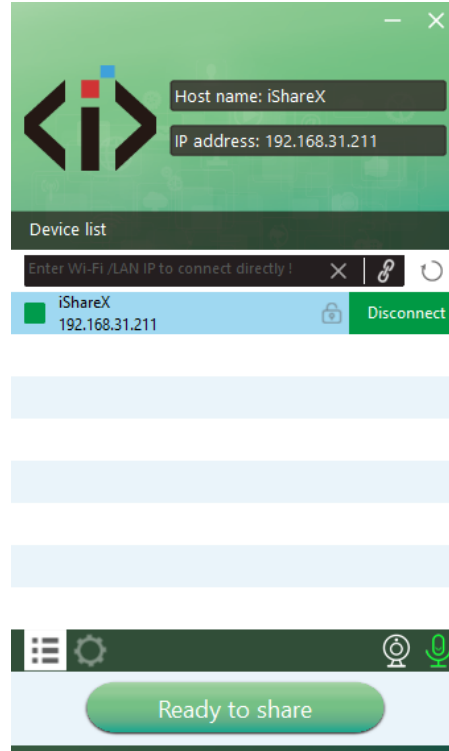 Host name: iShareX
IP address: 192.168.31.211
Device list
Enter Wi-Fi /LAN IP to connect directly !
iShareX
192.168.31.211
Disconnect
Ready to share